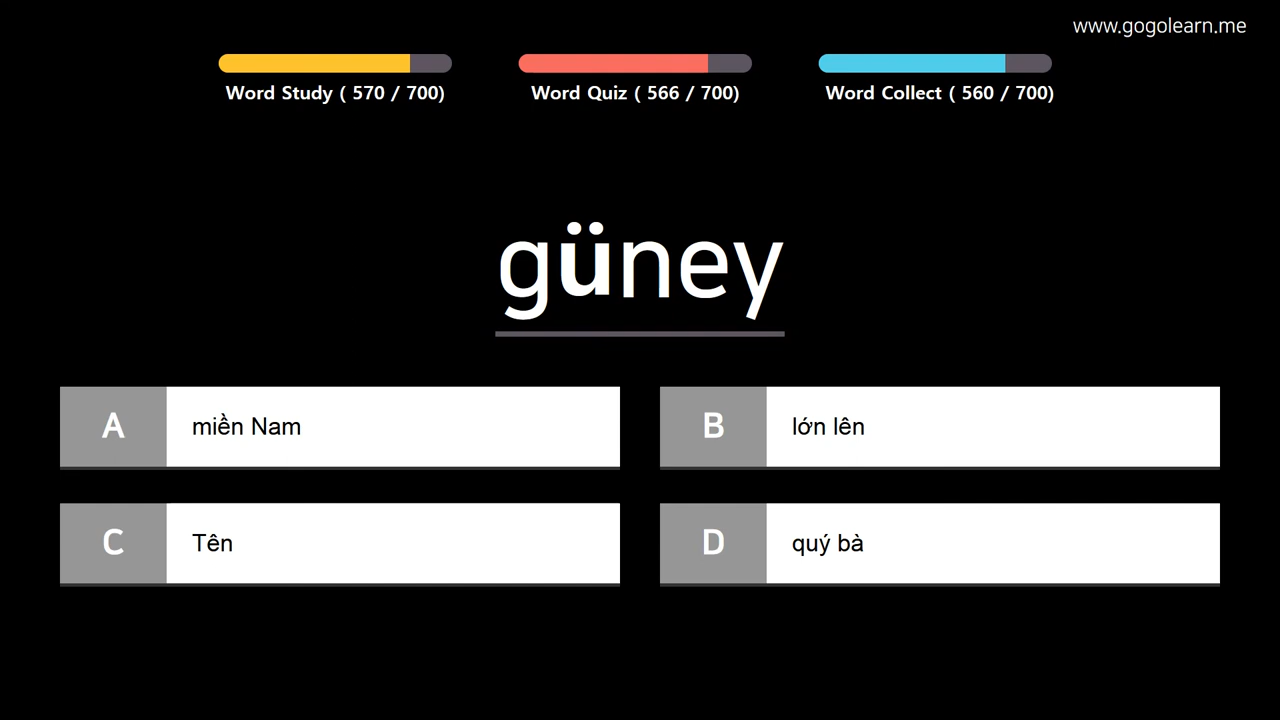 www.gogolearn.me
Word Study ( 570 / 700)
Word Quiz ( 566 / 700)
Word Collect ( 560 / 700)
güney
A miền Nam
B lớn lên
C Tên
D quý bà